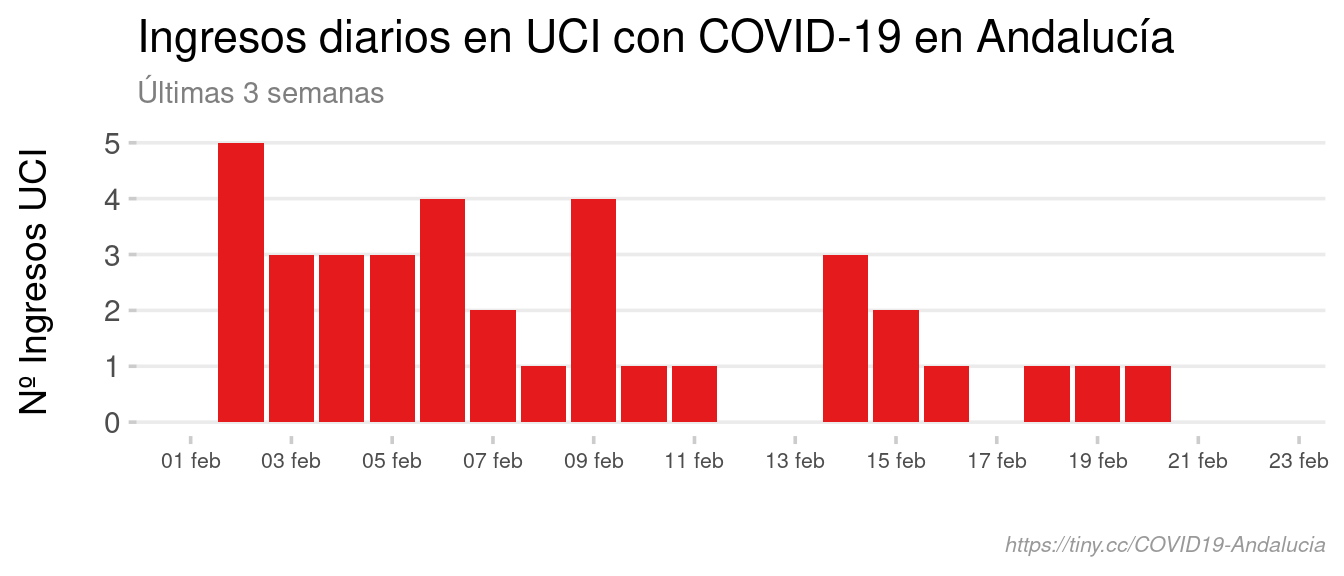 Ingresos diarios en UCI con COVID-19 en Andalucía
Últimas 3 semanas
Nº Ingresos UCI
5
4
3
2
1
0
01 feb 03 feb 05 feb 07 feb 09 feb 11 feb 13 feb 15 feb 17 feb 19 feb 21 feb 23 feb
https://tiny.cc/COVID19-Andalucia